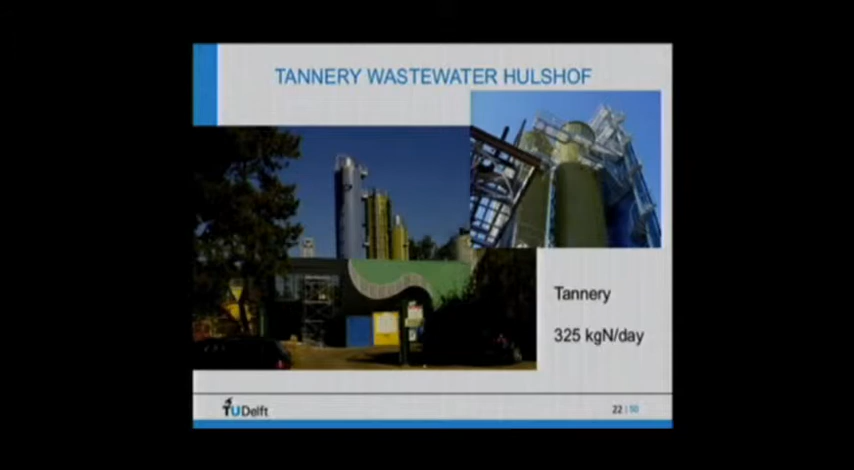 TANNERY WASTEWATER HULSHOF
Tannery
325 kgN/day
TUDelft
22 | 50